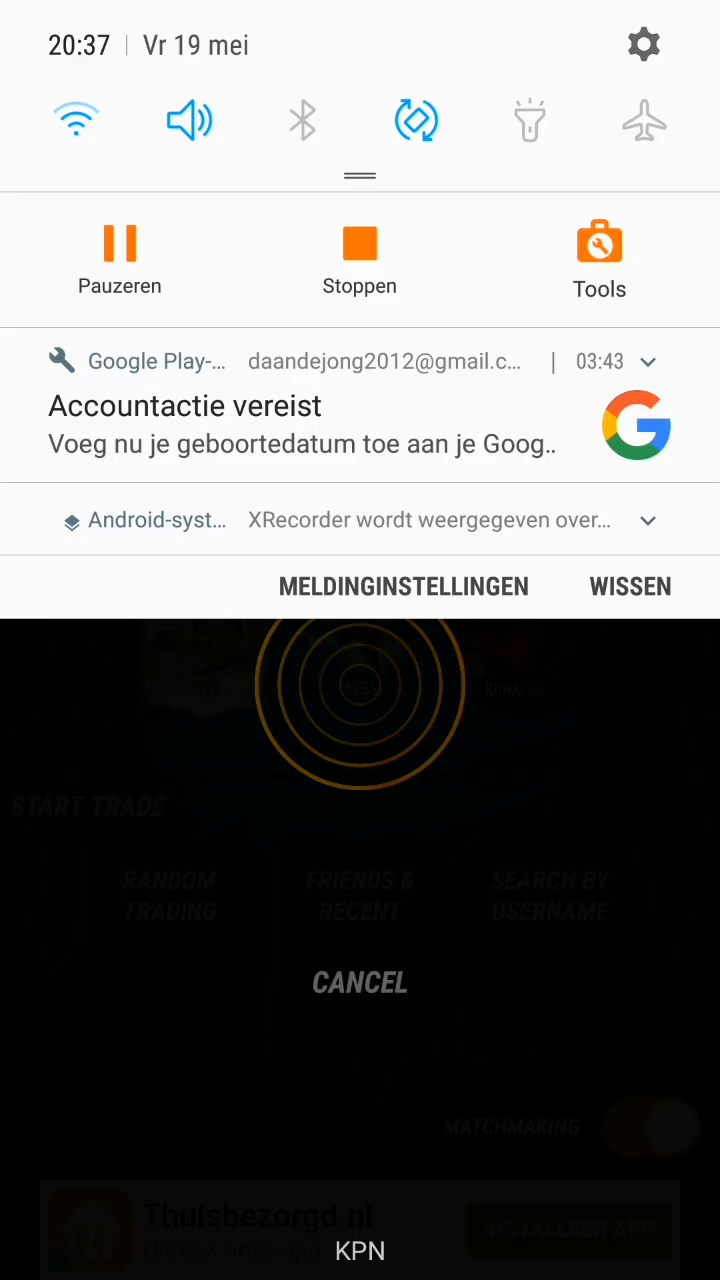 20:37 | Vr 19 mei
Pauzeren
Stoppen
Tools
Google Play-... daandejong2012@gmail.c... | 03:43
Accountactie vereist
Voeg nu je geboortedatum toe aan je Goog..
Android-syst... XRecorder wordt weergegeven over...
MELDINGINSTELLINGEN WISSEN
MESSI
RONALDO
START TRADE
RANDOM TRADING
FRIENDS & RECENT
SEARCH BY USERNAME
CANCEL
MATCHMAKING
Thuisbezorgd.nl
INSTALLEER APP
KPN